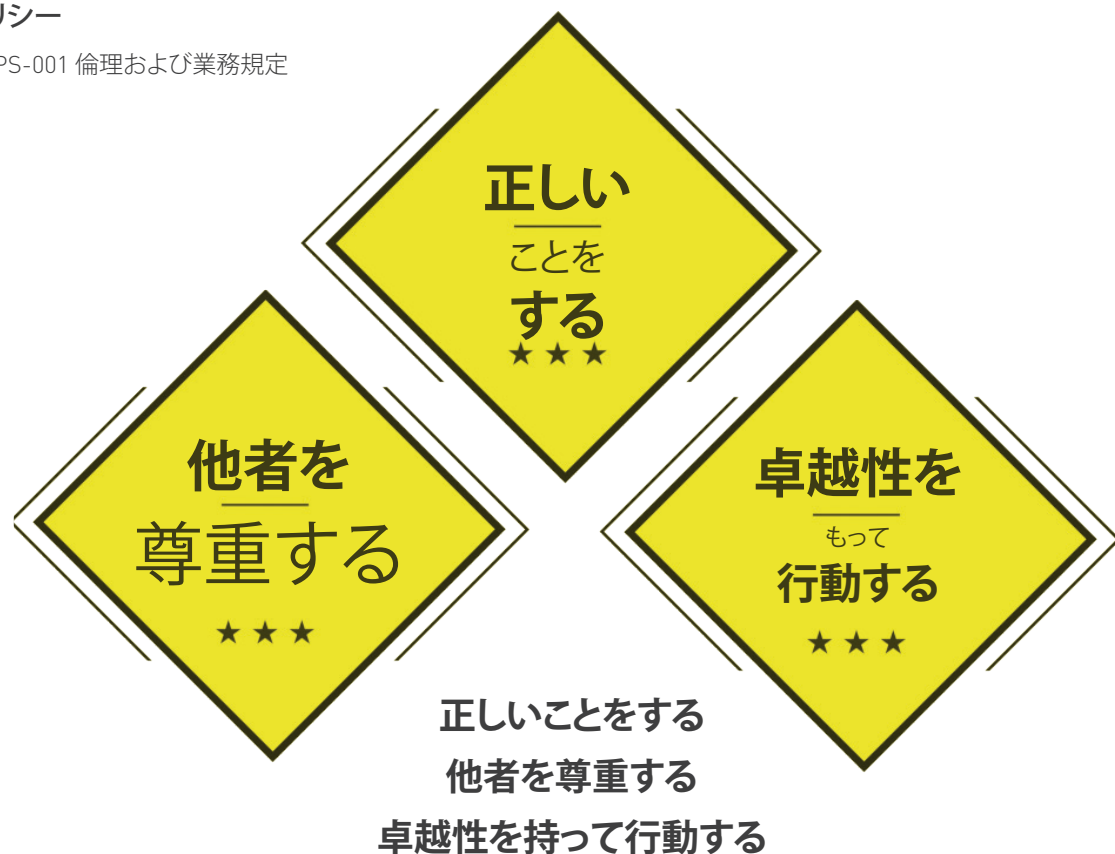 リシー
PS-001 倫理および業務規定
正しい
ことを
する
★ ★ ★
他者を
尊重する
★ ★ ★
卓越性を
もって
行動する
★ ★ ★
正しいことをする
他者を尊重する
卓越性を持って行動する